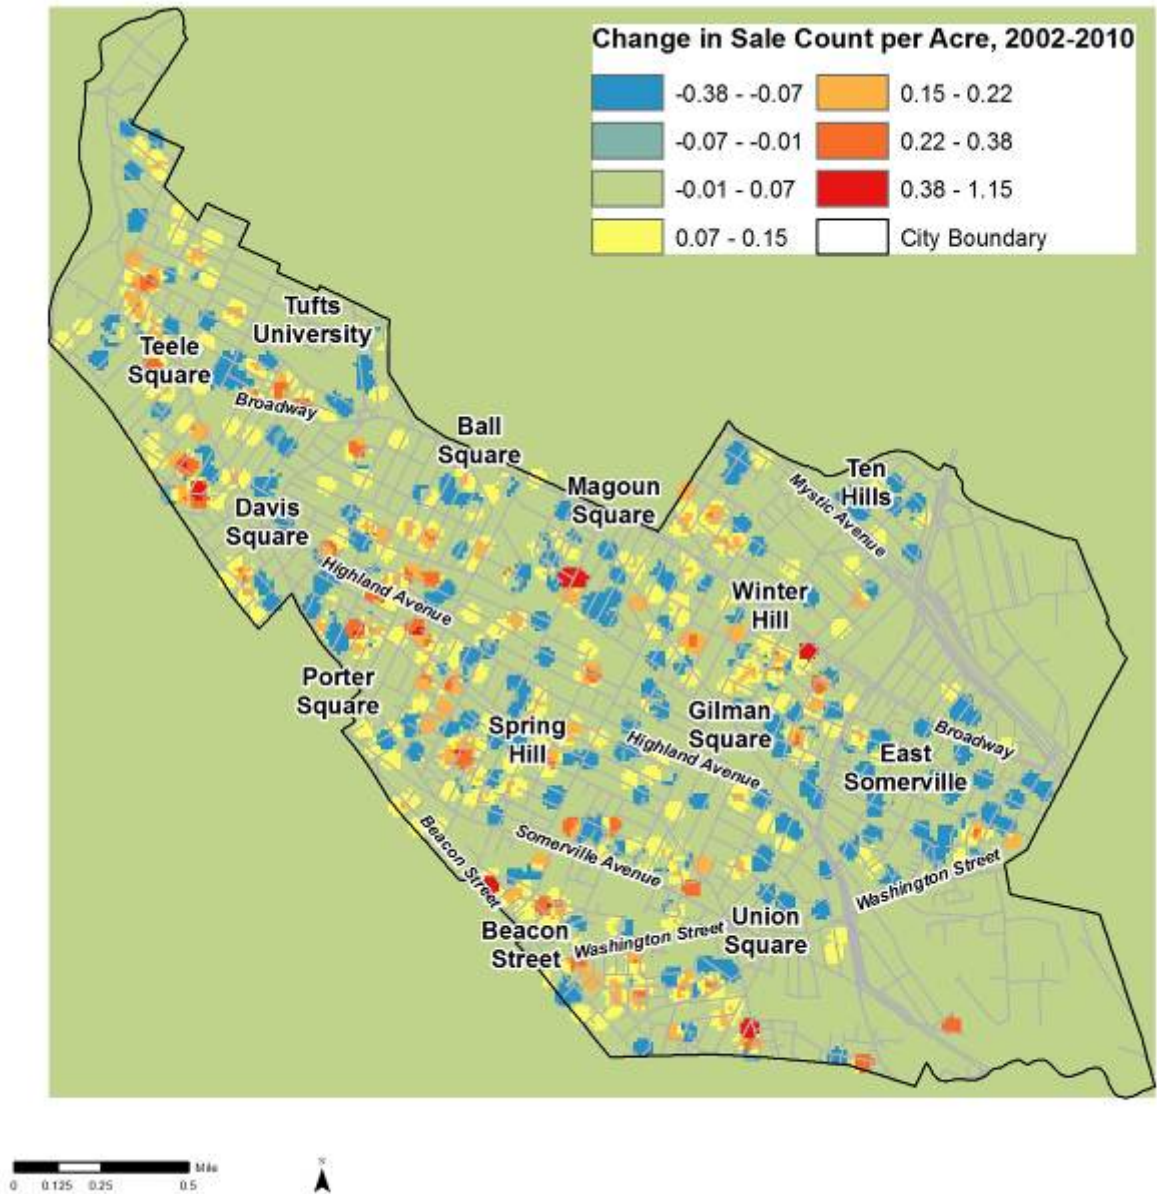 Change in Sale Count per Acre, 2002-2010
-0.38 - -0.07
0.15 - 0.22
-0.07 - -0.01
0.22 - 0.38
-0.01 - 0.07
0.38 - 1.15
0.07 - 0.15
City Boundary
Tufts
University
Teele
Square
Broadway
Ball
Square
Magoun
Square
Ten
Hills
Mystic Avenue
Davis
Square
Highland Avenue
Winter
Hill
Porter
Square
Spring
Hill
Gilman
Square
Highland Avenue
Broadway
East
Somerville
Beacon Street
Somerville Avenue
Washington Street
Union
Square
Beacon
Street
Washington Street
Mile
0 0.125 0.25 0.5
N